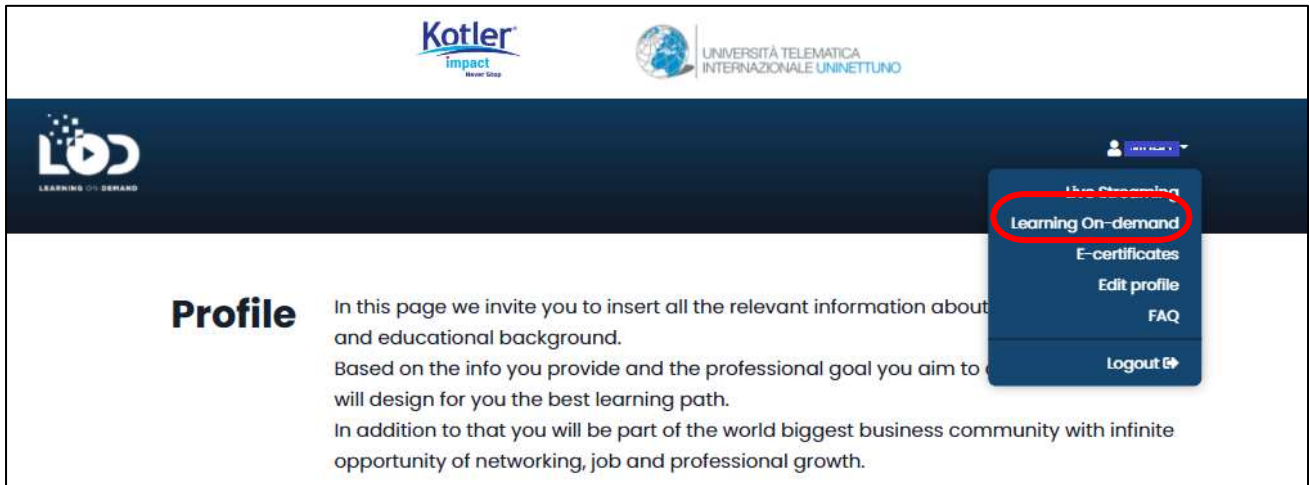 Kotler
impact
Never Stop
UNIVERSITÀ TELEMATICA
INTERNAZIONALE UNINETTUNO
LOD
LEARNING ON DEMAND
Live Streaming
Learning On-demand
E-certificates
Edit profile
FAQ
Logout
Profile
In this page we invite you to insert all the relevant information about
and educational background.
Based on the info you provide and the professional goal you aim to
will design for you the best learning path.
In addition to that you will be part of the world biggest business community with infinite
opportunity of networking, job and professional growth.